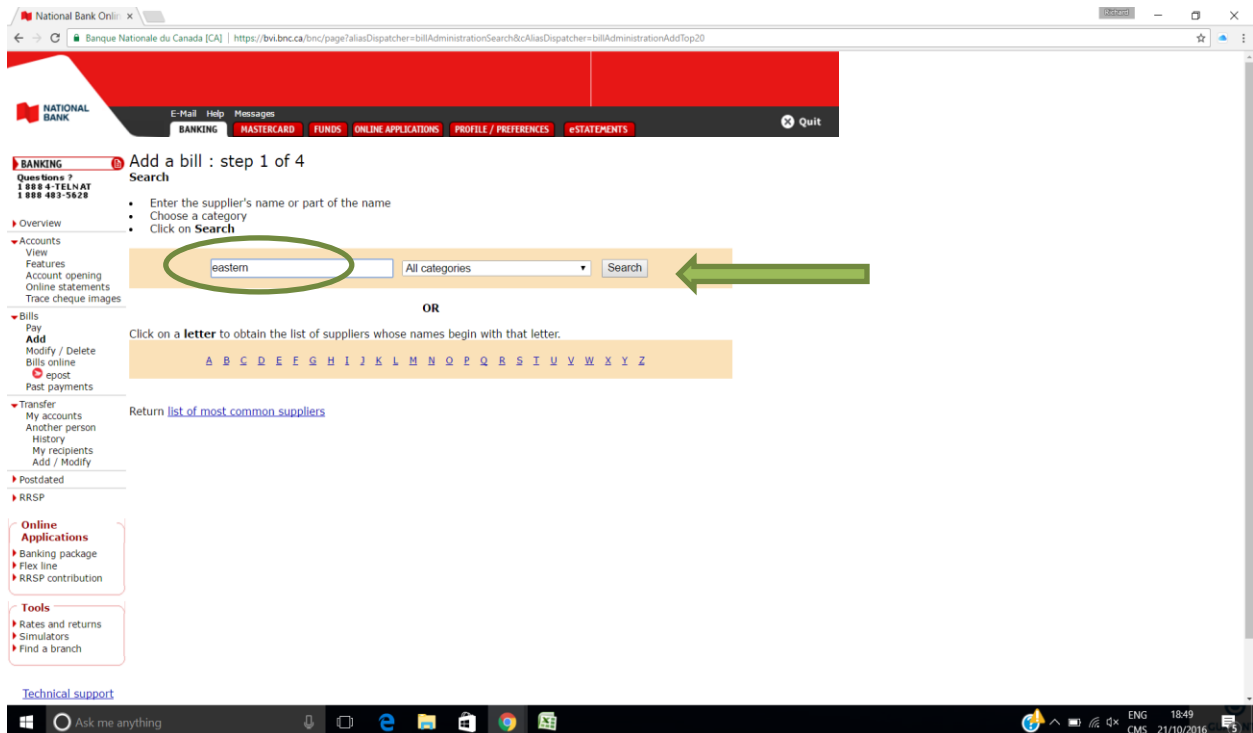 National Bank Onlin
Richard
Banque Nationale du Canada [CA] | https://bvi.bnc.ca/bnc/page?aliasDispatcher=billAdministrationSearch&cAliasDispatcher=billAdministrationAddTop20
NATIONAL
BANK
E-Mail Help Messages
BANKING MASTERCARD FUNDS ONLINE APPLICATIONS PROFILE / PREFERENCES eSTATEMENTS
Quit
BANKING
Questions ?
1 888 4-TELNAT
1 888 483-5628
Overview
Accounts
View
Features
Account opening
Online statements
Trace cheque images
Bills
Pay
Add
Modify / Delete
Bills online
epost
Past payments
Transfer
My accounts
Another person
History
My recipients
Add / Modify
Postdated
RRSP
Online
Applications
Banking package
Flex line
RRSP contribution
Tools
Rates and returns
Simulators
Find a branch
Technical support
Add a bill : step 1 of 4
Search
• Enter the supplier's name or part of the name
• Choose a category
• Click on Search
eastern All categories Search
OR
Click on a letter to obtain the list of suppliers whose names begin with that letter.
A B C D E F G H I J K L M N O P Q R S T U V W X Y Z
Return list of most common suppliers
Ask me anything
ENG 18:49
CMS 21/10/2016
5